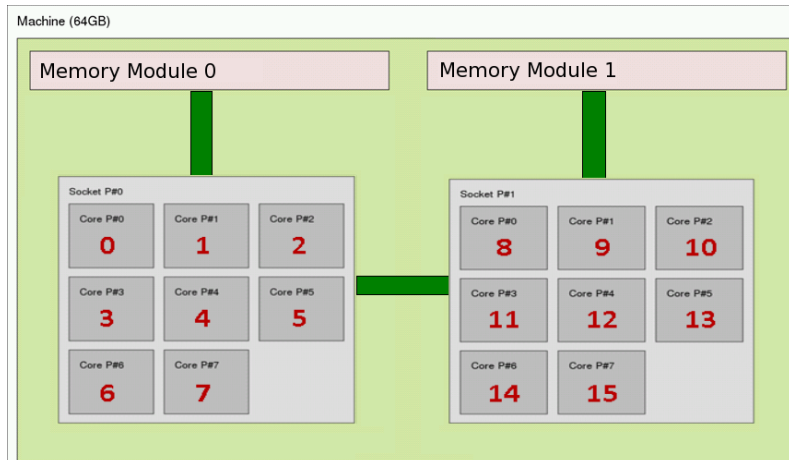 Machine (64GB)
Memory Module 0
Memory Module 1
Socket P#0
Core P#0
Core P#1
Core P#2
0
1
2
Core P#3
Core P#4
Core P#5
3
4
5
Core P#6
Core P#7
6
7
Socket P#1
Core P#0
Core P#1
Core P#2
8
9
10
Core P#3
Core P#4
Core P#5
11
12
13
Core P#6
Core P#7
14
15